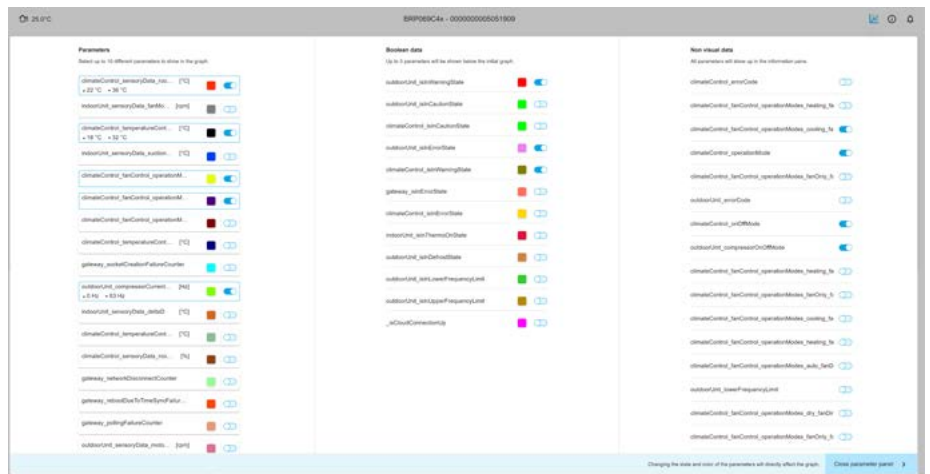 25.0°C
BRP069C4x - 0000000005051909
Parameters
Select up to 10 different parameters to show in the graph.
climateControl_sensoryData_roo... [°C]
+ 22 °C + 36 °C
indoorUnit_sensoryData_fanMo... [rpm]
climateControl_temperatureCont... [°C]
+ 18 °C + 32 °C
indoorUnit_sensoryData_suction... [°C]
climateControl_fanControl_operationM...
climateControl_fanControl_operationM...
climateControl_fanControl_operationM...
climateControl_temperatureCont... [°C]
gateway_socketCreationFailureCounter
outdoorUnit_compressorCurrent... [Hz]
+ 0 Hz + 63 Hz
indoorUnit_sensoryData_deltaD [°C]
climateControl_temperatureCont... [°C]
climateControl_sensoryData_roo... [%]
gateway_networkDisconnectCounter
gateway_rebootDueToTimeSyncFailur...
gateway_pollingFailureCounter
outdoorUnit_sensoryData_moto... [rpm]
Boolean data
Up to 3 parameters will be shown below the initial graph.
outdoorUnit_isInWarningState
outdoorUnit_isInCautionState
climateControl_isInCautionState
outdoorUnit_isInErrorState
climateControl_isInWarningState
gateway_isInErrorState
climateControl_isInErrorState
indoorUnit_isInThermoOnState
outdoorUnit_isInDefrostState
outdoorUnit_isInLowerFrequencyLimit
outdoorUnit_isInUpperFrequencyLimit
_isCloudConnectionUp
Non visual data
All parameters will show up in the information pane.
climateControl_errorCode
climateControl_fanControl_operationModes_heating_fa
climateControl_fanControl_operationModes_cooling_fa
climateControl_operationMode
climateControl_fanControl_operationModes_fanOnly_fa
outdoorUnit_errorCode
climateControl_onOffMode
outdoorUnit_compressorOnOffMode
climateControl_fanControl_operationModes_heating_fa
climateControl_fanControl_operationModes_fanOnly_fa
climateControl_fanControl_operationModes_cooling_fa
climateControl_fanControl_operationModes_heating_fa
climateControl_fanControl_operationModes_auto_fanD
outdoorUnit_lowerFrequencyLimit
climateControl_fanControl_operationModes_dry_fanDir
climateControl_fanControl_operationModes_fanOnly_fa
Changing the state and color of the parameters will directly affect the graph.
Close parameter panel